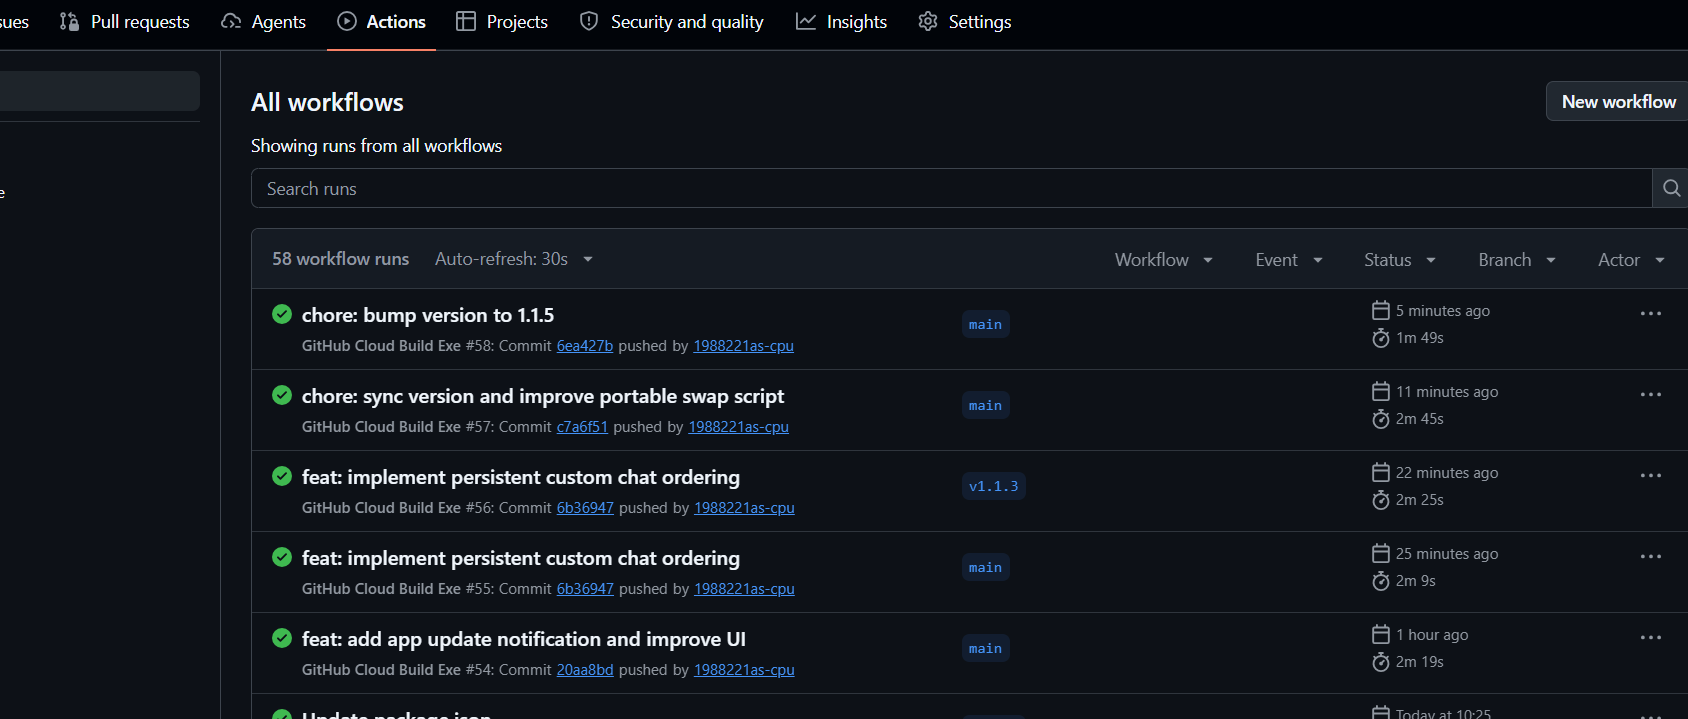 sues Pull requests Agents Actions Projects Security and quality Insights Settings
All workflows
New workflow
Showing runs from all workflows
e
Search runs
58 workflow runs Auto-refresh: 30s Workflow Event Status Branch Actor
chore: bump version to 1.1.5
main
5 minutes ago
GitHub Cloud Build Exe #58: Commit 6ea427b pushed by 1988221as-cpu
1m 49s
chore: sync version and improve portable swap script
main
11 minutes ago
GitHub Cloud Build Exe #57: Commit c7a6f51 pushed by 1988221as-cpu
2m 45s
feat: implement persistent custom chat ordering
v1.1.3
22 minutes ago
GitHub Cloud Build Exe #56: Commit 6b36947 pushed by 1988221as-cpu
2m 25s
feat: implement persistent custom chat ordering
main
25 minutes ago
GitHub Cloud Build Exe #55: Commit 6b36947 pushed by 1988221as-cpu
2m 9s
feat: add app update notification and improve UI
main
1 hour ago
GitHub Cloud Build Exe #54: Commit 20aa8bd pushed by 1988221as-cpu
2m 19s
Update package.json
Today at 10:25